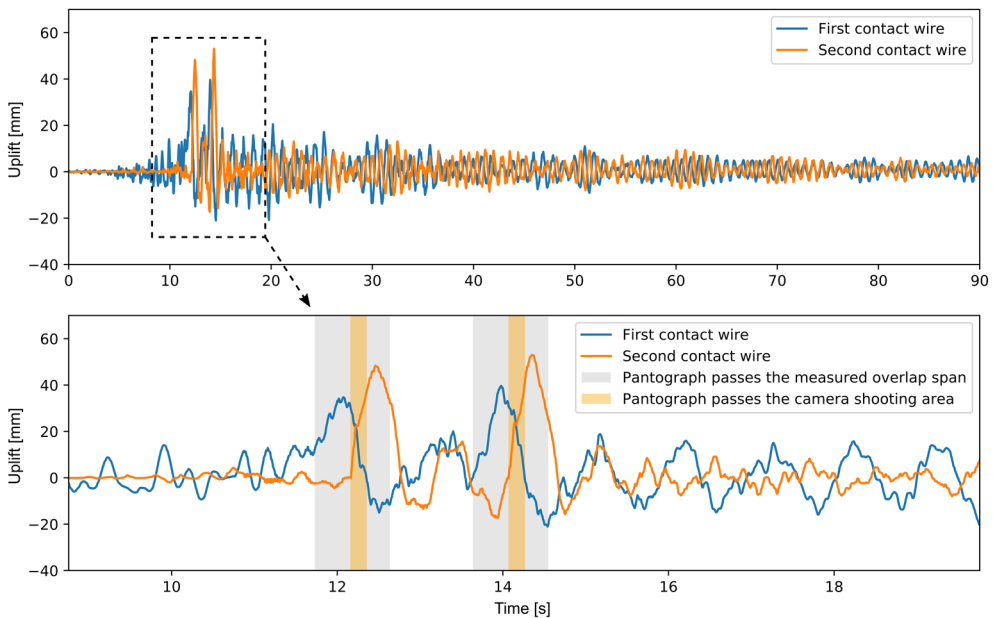 60
40
20
0
−20
−40
Uplift [mm]
First contact wire
Second contact wire
0 10 20 30 40 50 60 70 80 90
60
40
20
0
−20
−40
Uplift [mm]
First contact wire
Second contact wire
Pantograph passes the measured overlap span
Pantograph passes the camera shooting area
10 12 14 16 18
Time [s]